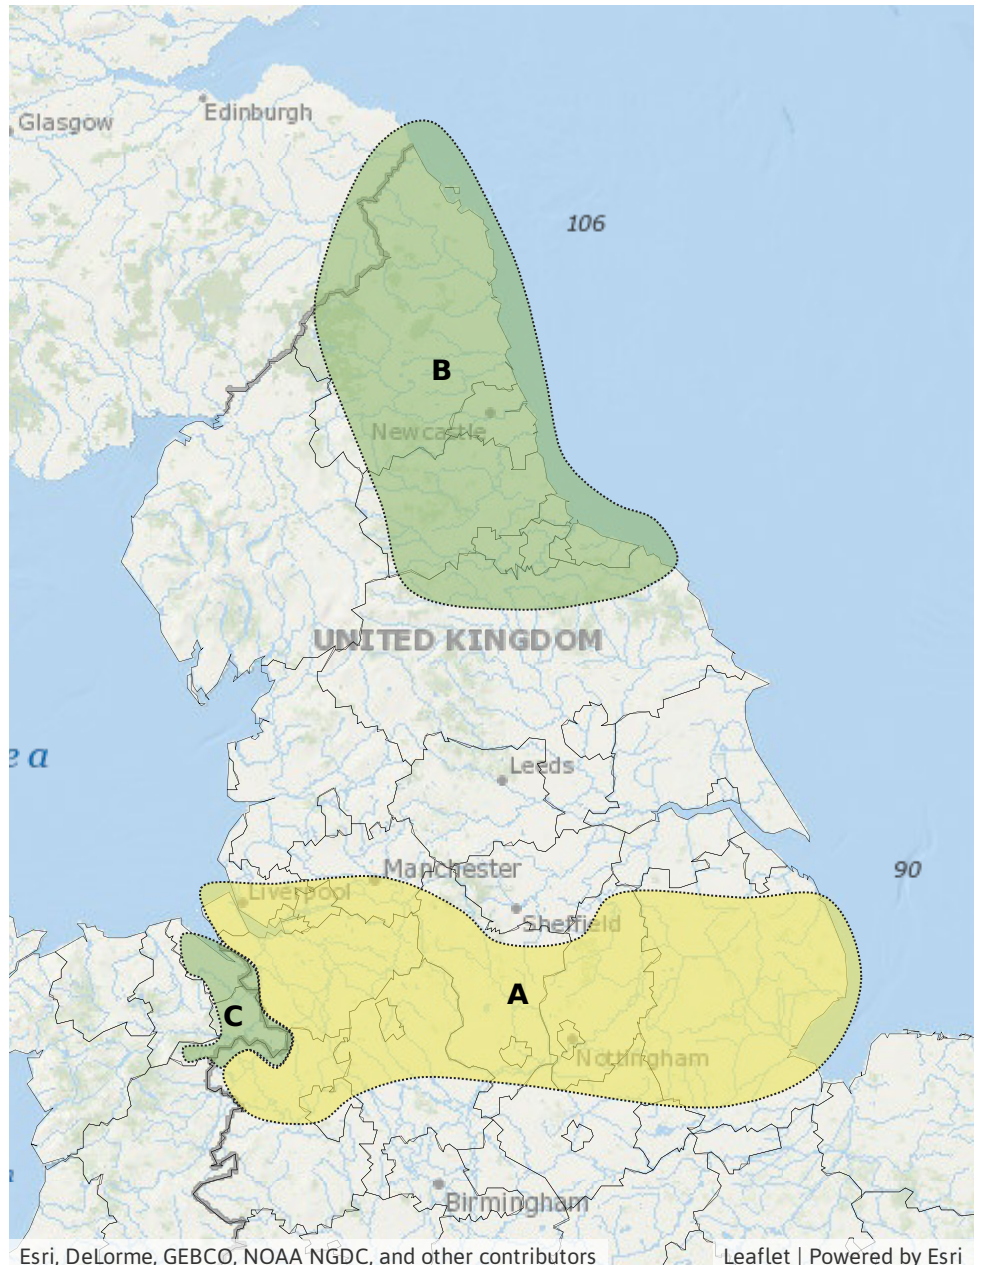 Edinburgh
Glasgow
106
B
Newcastle
UNITED KINGDOM
ea
Leeds
Manchester
90
Liverpool
Sheffield
A
C
Nottingham
Birmingham
Esri, DeLorme, GEBCO, NOAA NGDC, and other contributors
Leaflet | Powered by Esri